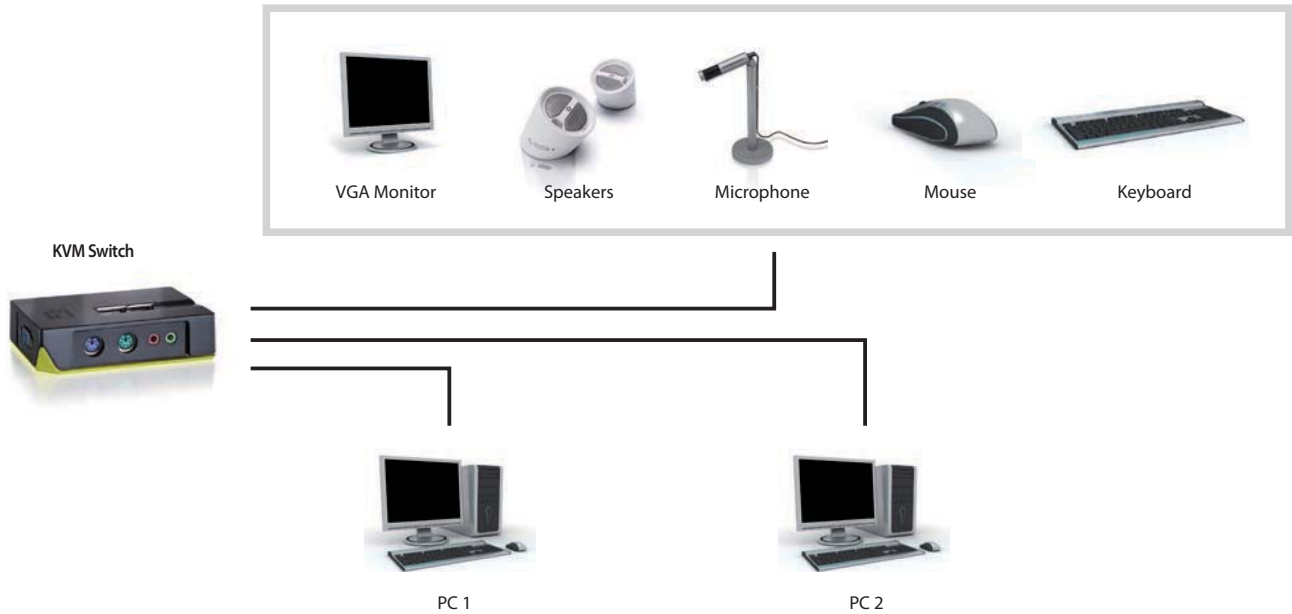 VGA Monitor
Speakers
Microphone
Mouse
Keyboard
KVM Switch
PC 1
PC 2